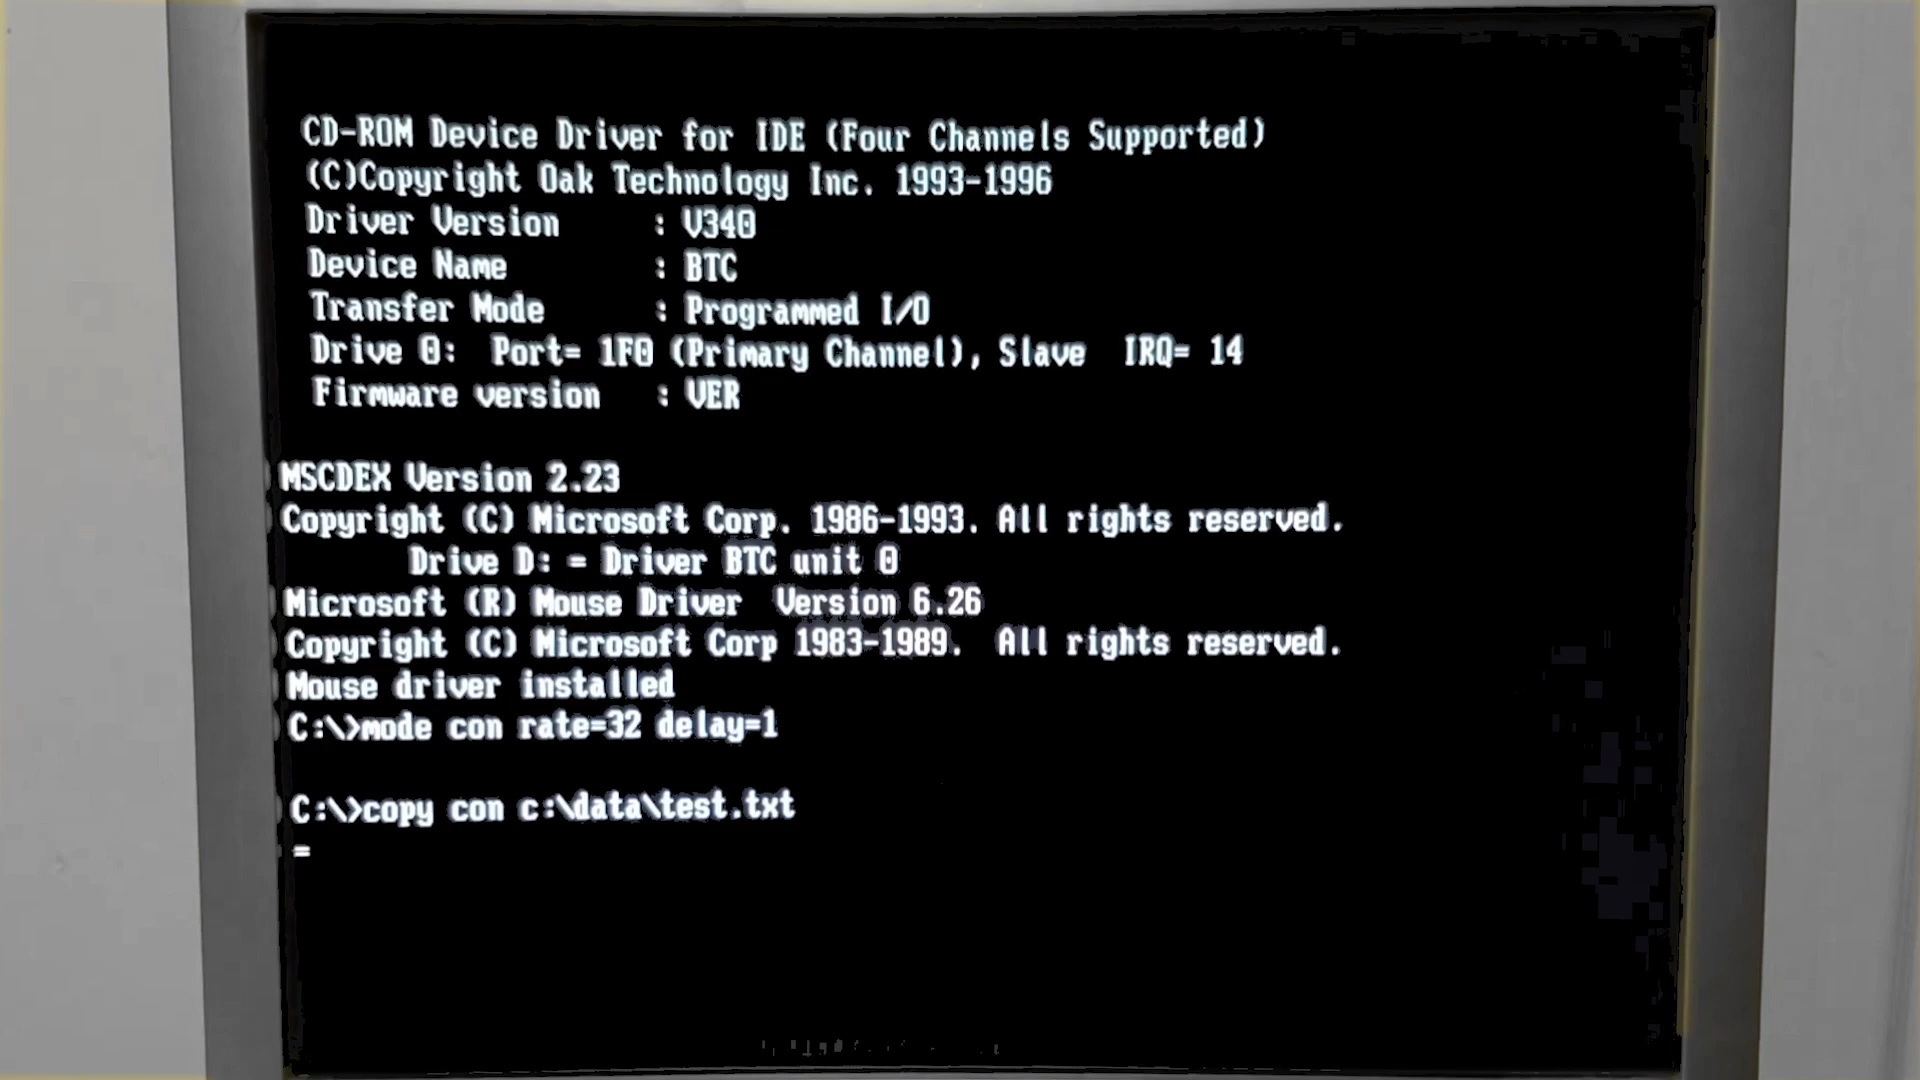 CD-ROM Device Driver for IDE (Four Channels Supported)
(C)Copyright Oak Technology Inc. 1993-1996
Driver Version     : V340
Device Name        : BTC
Transfer Mode      : Programmed I/O
Drive 0:  Port= 1F0 (Primary Channel), Slave  IRQ= 14
Firmware version   : VER
MSCDEX Version 2.23
Copyright (C) Microsoft Corp. 1986-1993. All rights reserved.
Drive D: = Driver BTC unit 0
Microsoft (R) Mouse Driver  Version 6.26
Copyright (C) Microsoft Corp 1983-1989.  All rights reserved.
Mouse driver installed
C:\>mode con rate=32 delay=1
C:\>copy con c:\data\test.txt